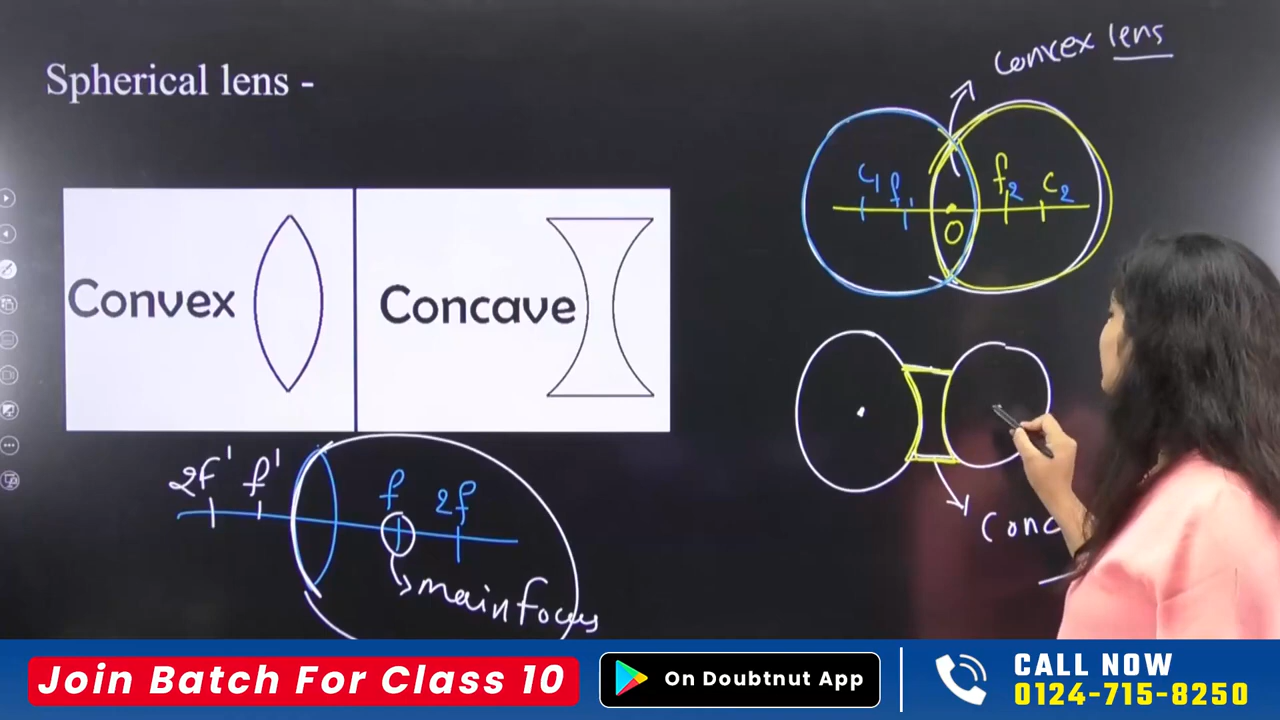 Spherical lens -
Convex lens
C1 f1 f2 C2
O
Convex
Concave
2f' f' f 2f
main focus
Conc
Join Batch For Class 10
On Doubtnut App
CALL NOW
0124-715-8250